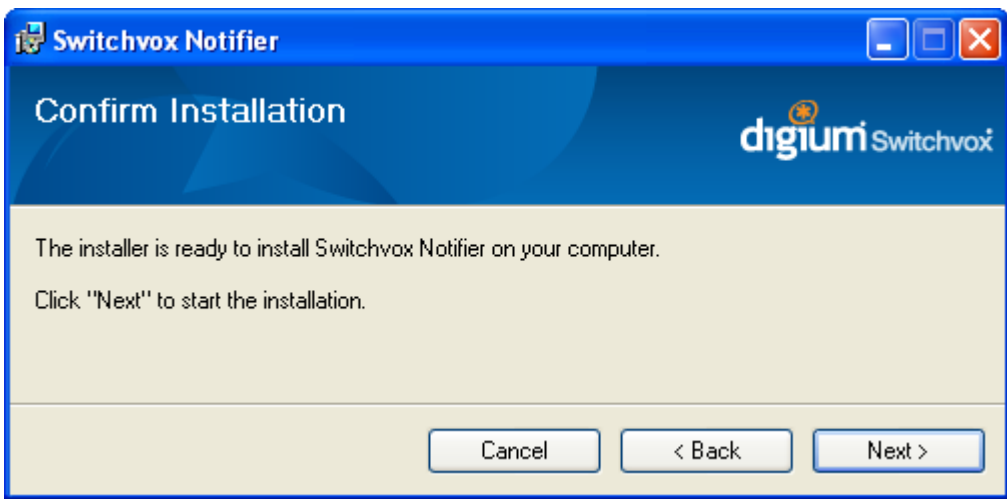 Switchvox Notifier
Confirm Installation
digium Switchvox
The installer is ready to install Switchvox Notifier on your computer.
Click "Next" to start the installation.
Cancel
< Back
Next >